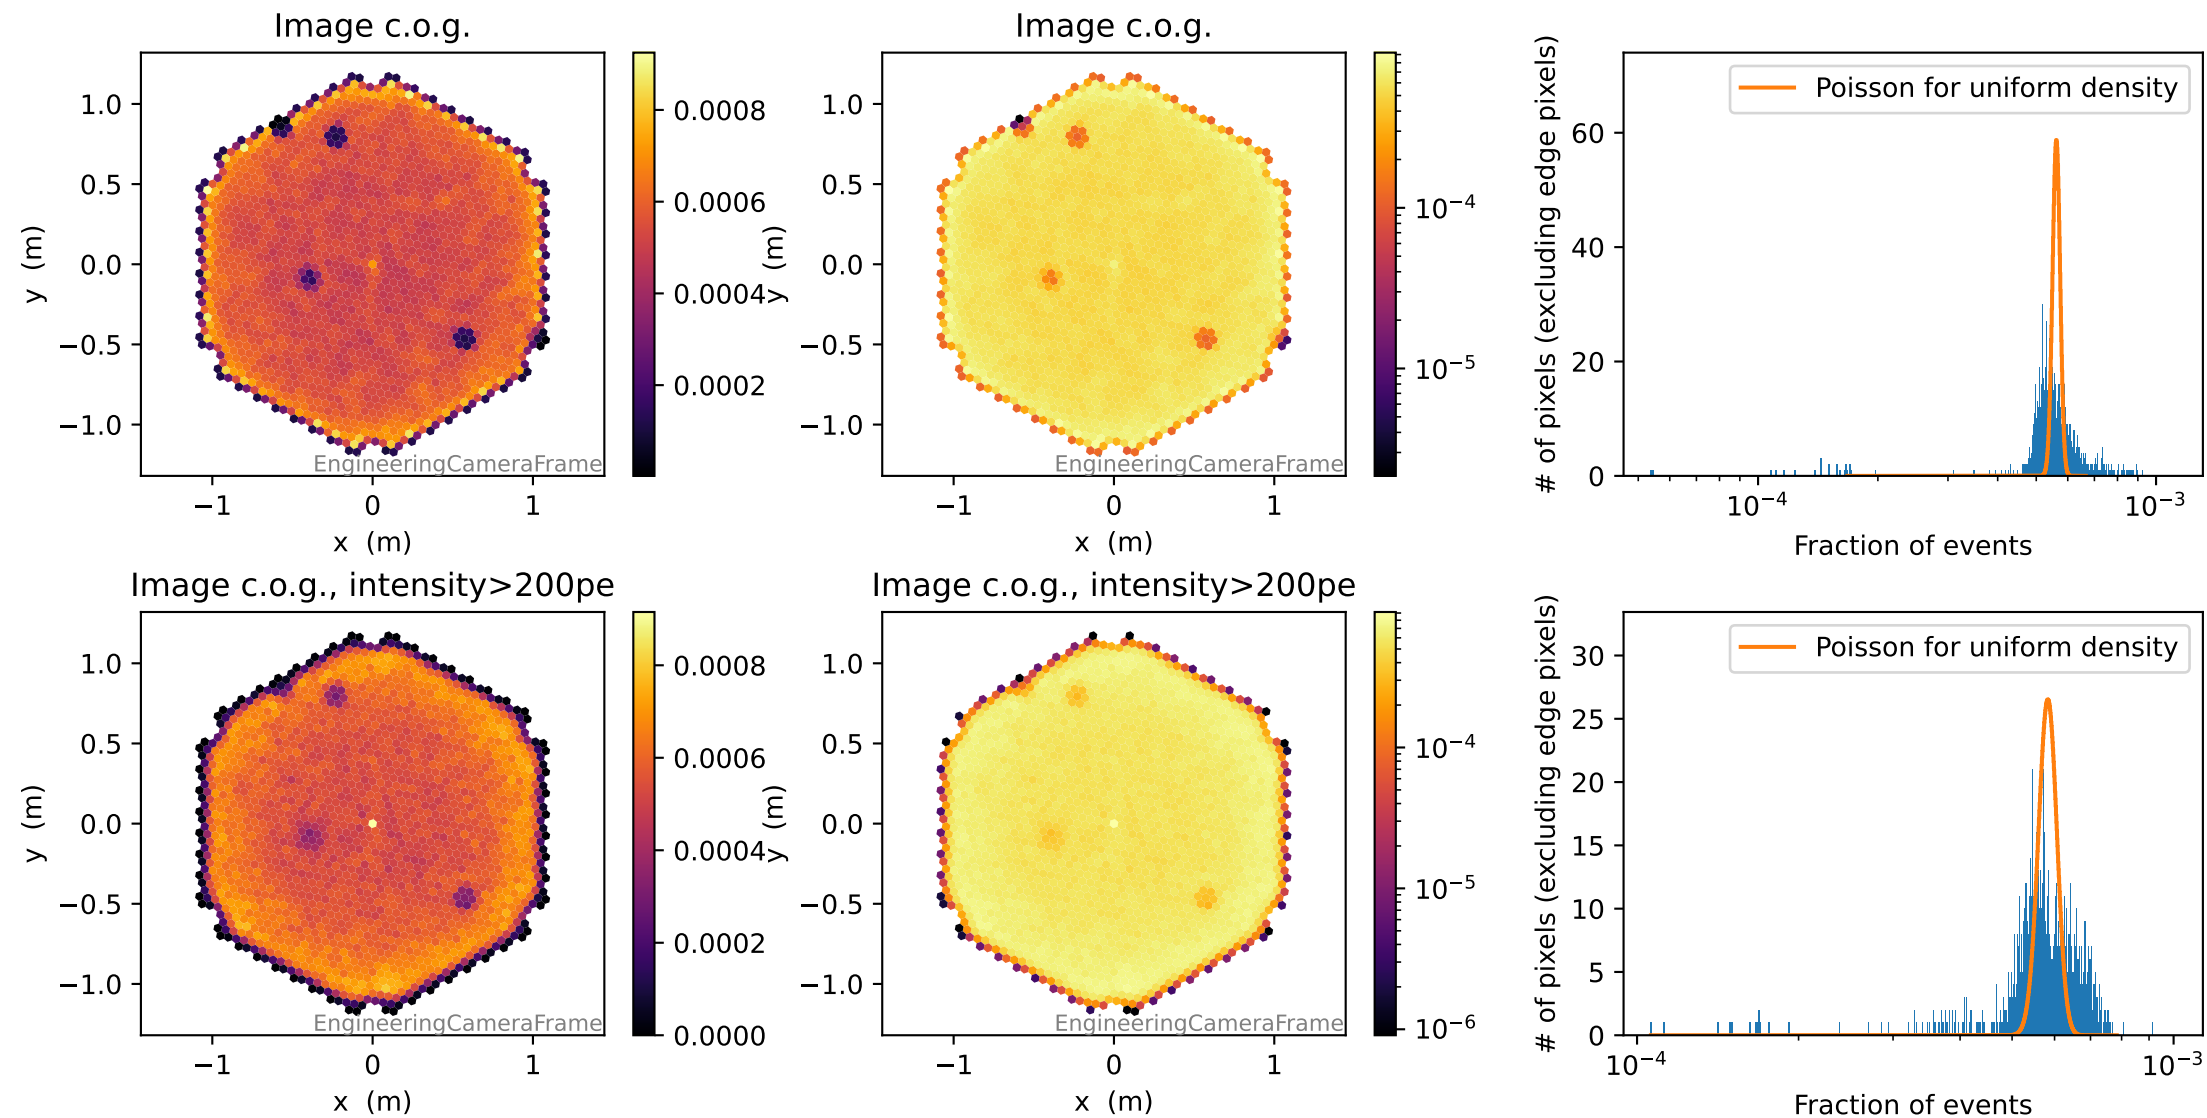 Image c.o.g.
1.0
0.5
0.0
−0.5
−1.0
y (m)
−1 0 1
x (m)
EngineeringCameraFrame
0.0008
0.0006
0.0004
0.0002
Image c.o.g.
1.0
0.5
0.0
−0.5
−1.0
y (m)
−1 0 1
x (m)
EngineeringCameraFrame
10⁻⁴
10⁻⁵
Poisson for uniform density
60
40
20
0
# of pixels (excluding edge pixels)
10⁻⁴ 10⁻³
Fraction of events
Image c.o.g., intensity>200pe
1.0
0.5
0.0
−0.5
−1.0
y (m)
−1 0 1
x (m)
EngineeringCameraFrame
0.0008
0.0006
0.0004
0.0002
0.0000
Image c.o.g., intensity>200pe
1.0
0.5
0.0
−0.5
−1.0
y (m)
−1 0 1
x (m)
EngineeringCameraFrame
10⁻⁴
10⁻⁵
10⁻⁶
Poisson for uniform density
30
25
20
15
10
5
0
# of pixels (excluding edge pixels)
10⁻⁴ 10⁻³
Fraction of events